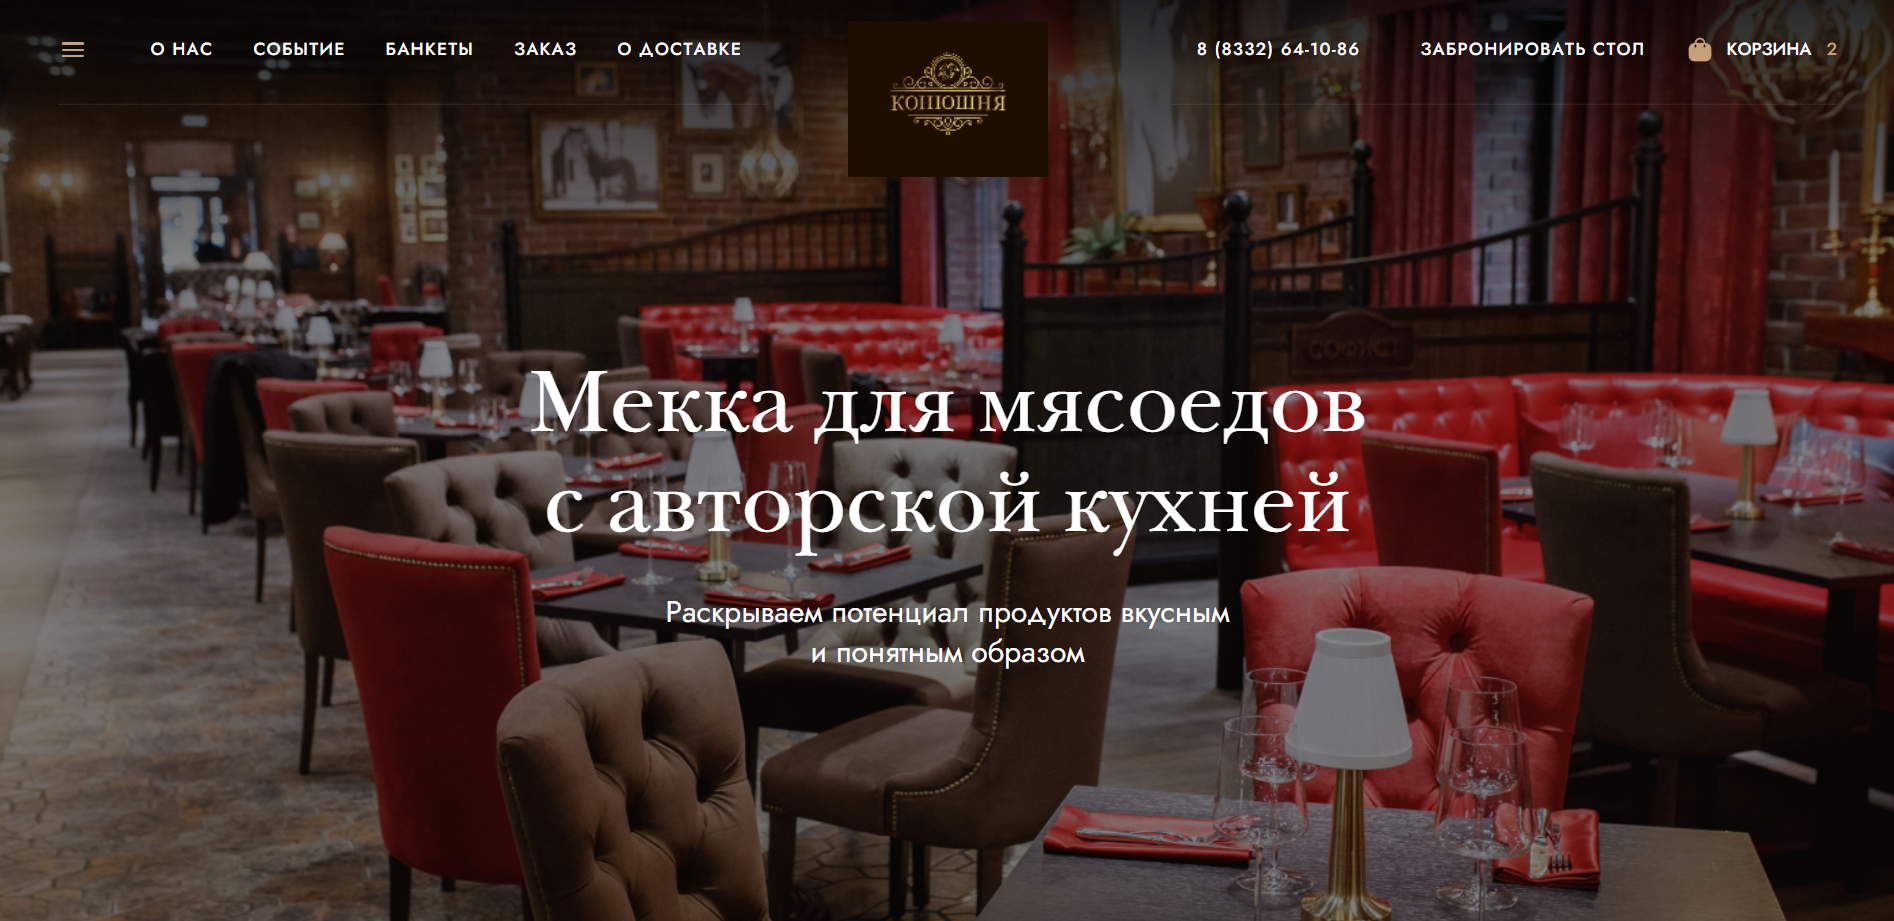 О НАС СОБЫТИЕ БАНКЕТЫ ЗАКАЗ О ДОСТАВКЕ
КОНЮШНЯ
8 (8332) 64-10-86 ЗАБРОНИРОВАТЬ СТОЛ КОРЗИНА 2
СОФИСТ
Мекка для мясоедов
с авторской кухней
Раскрываем потенциал продуктов вкусным
и понятным образом